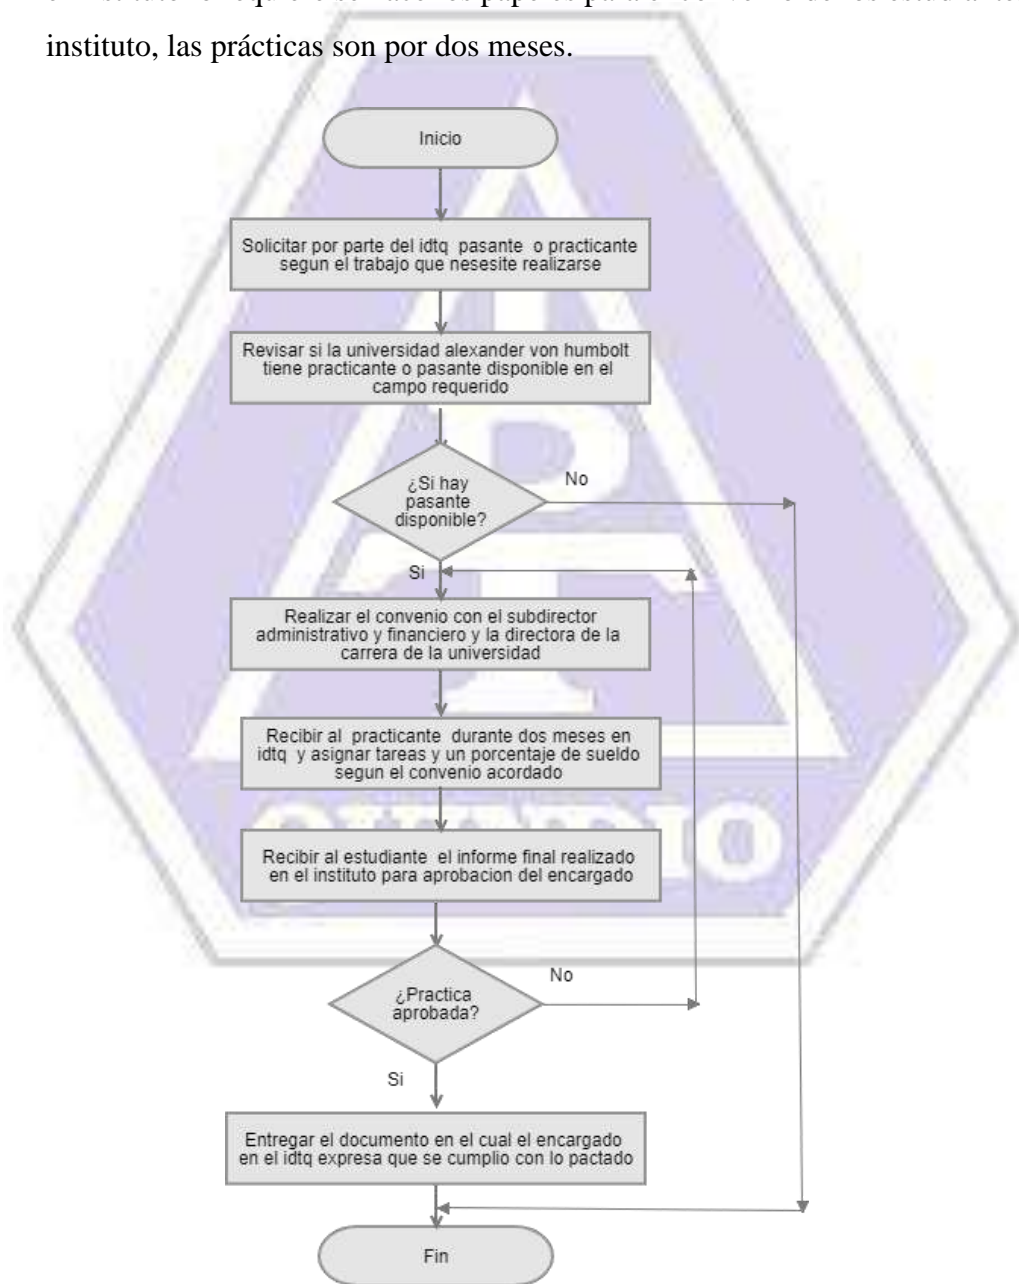 instituto, las prácticas son por dos meses.
Inicio
Solicitar por parte del idtq pasante o practicante
segun el trabajo que nesesite realizarse
Revisar si la universidad alexander von humbolt
tiene practicante o pasante disponible en el
campo requerido
¿Si hay
pasante
disponible?
No
Si
Realizar el convenio con el subdirector
administrativo y financiero y la directora de la
carrera de la universidad
Recibir al practicante durante dos meses en
idtq y asignar tareas y un porcentaje de sueldo
segun el convenio acordado
Recibir al estudiante el informe final realizado
en el instituto para aprobacion del encargado
¿Practica
aprobada?
No
Si
Entregar el documento en el cual el encargado
en el idtq expresa que se cumplio con lo pactado
Fin